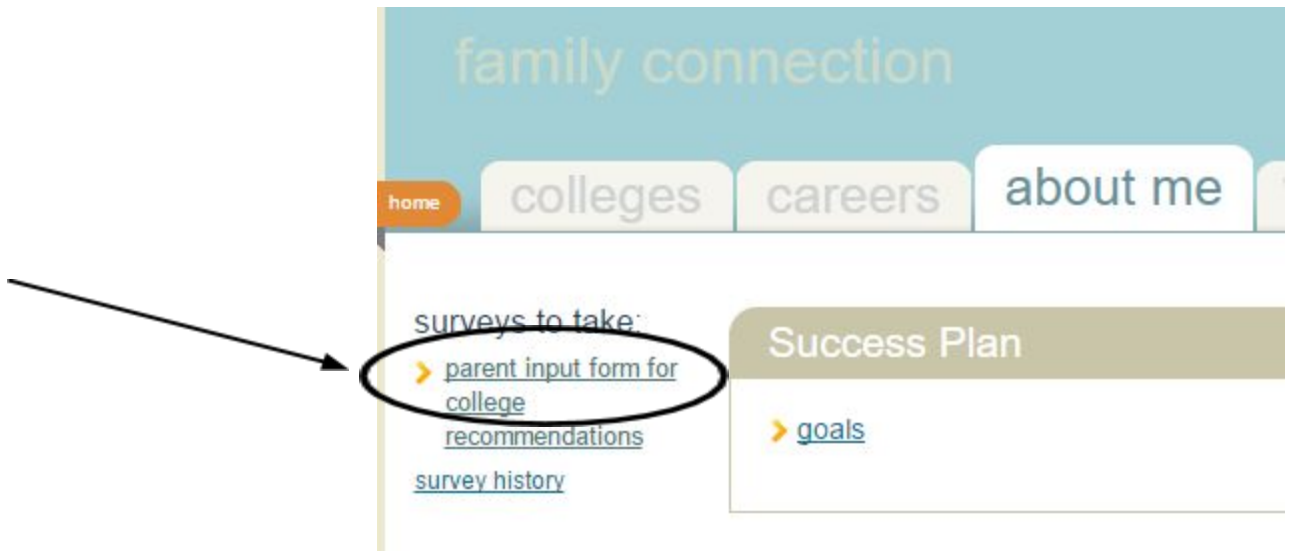 family connection
home
colleges
careers
about me
surveys to take:
parent input form for
college
recommendations
survey history
Success Plan
goals